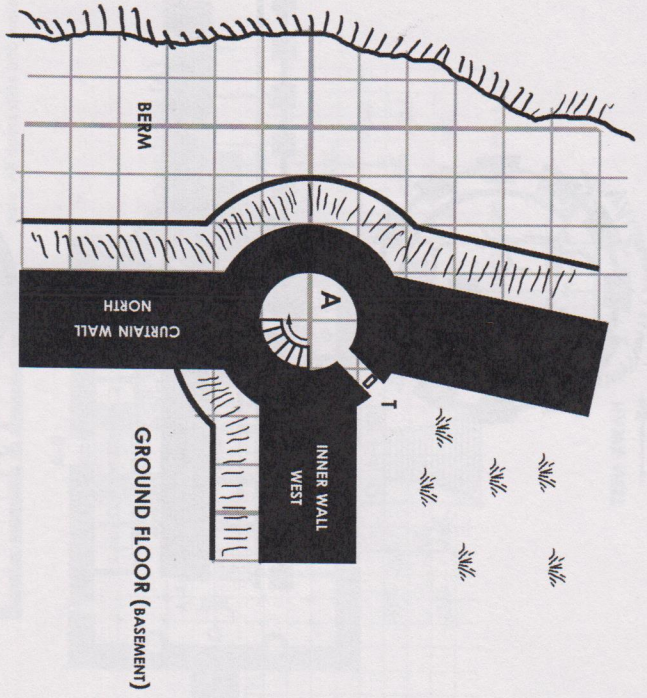 BERM
A
CURTAIN WALL
NORTH
T
INNER WALL
WEST
GROUND FLOOR (BASEMENT)